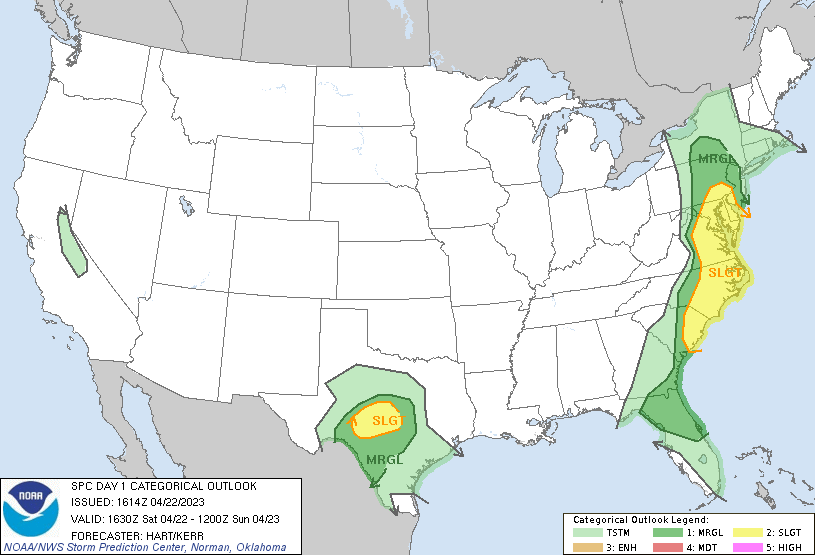 MRGL
SLGT
SLGT
MRGL
SPC DAY 1 CATEGORICAL OUTLOOK
ISSUED: 1614Z 04/22/2023
VALID: 1630Z Sat 04/22 - 1200Z Sun 04/23
FORECASTER: HART/KERR
NOAA/NWS Storm Prediction Center, Norman, Oklahoma
NOAA
Categorical Outlook Legend:
TSTM 1: MRGL 2: SLGT
3: ENH 4: MDT 5: HIGH